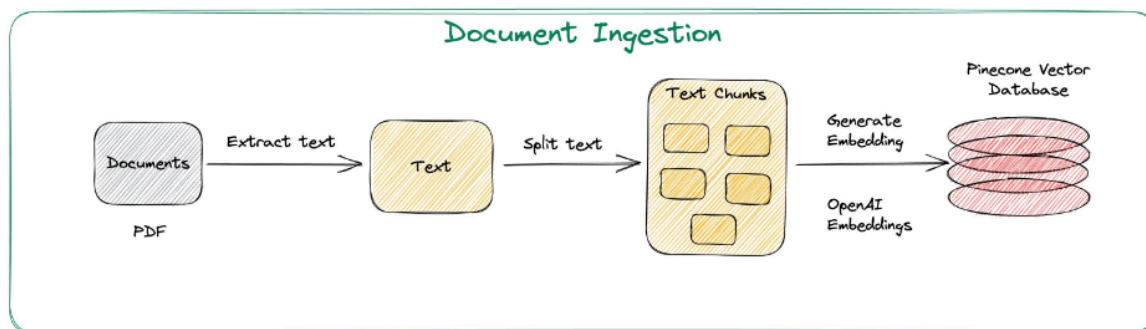 Document Ingestion
Documents
PDF
Extract text
Text
Split text
Text Chunks
Generate
Embedding
OpenAI
Embeddings
Pinecone Vector
Database